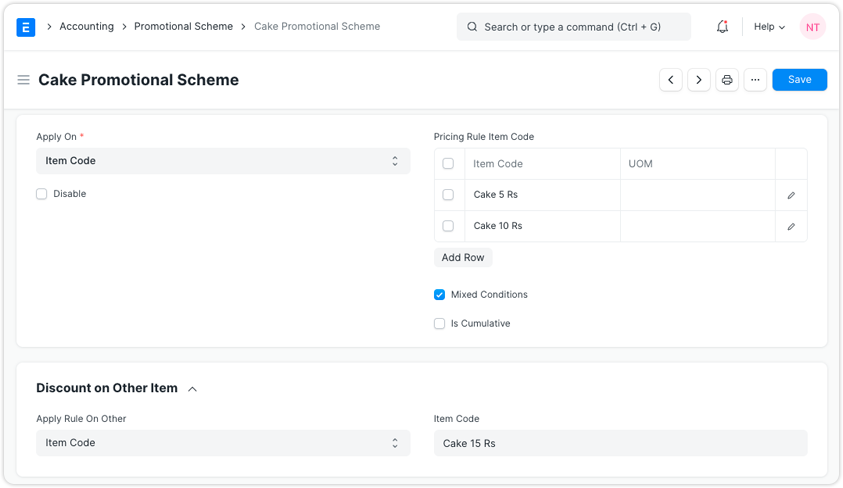 E Accounting Promotional Scheme Cake Promotional Scheme Search or type a command (Ctrl + G) Help NT
Cake Promotional Scheme ... Save
Apply On *
Item Code
Disable
Pricing Rule Item Code
Item Code UOM
Cake 5 Rs
Cake 10 Rs
Add Row
Mixed Conditions
Is Cumulative
Discount on Other Item
Apply Rule On Other
Item Code
Item Code
Cake 15 Rs